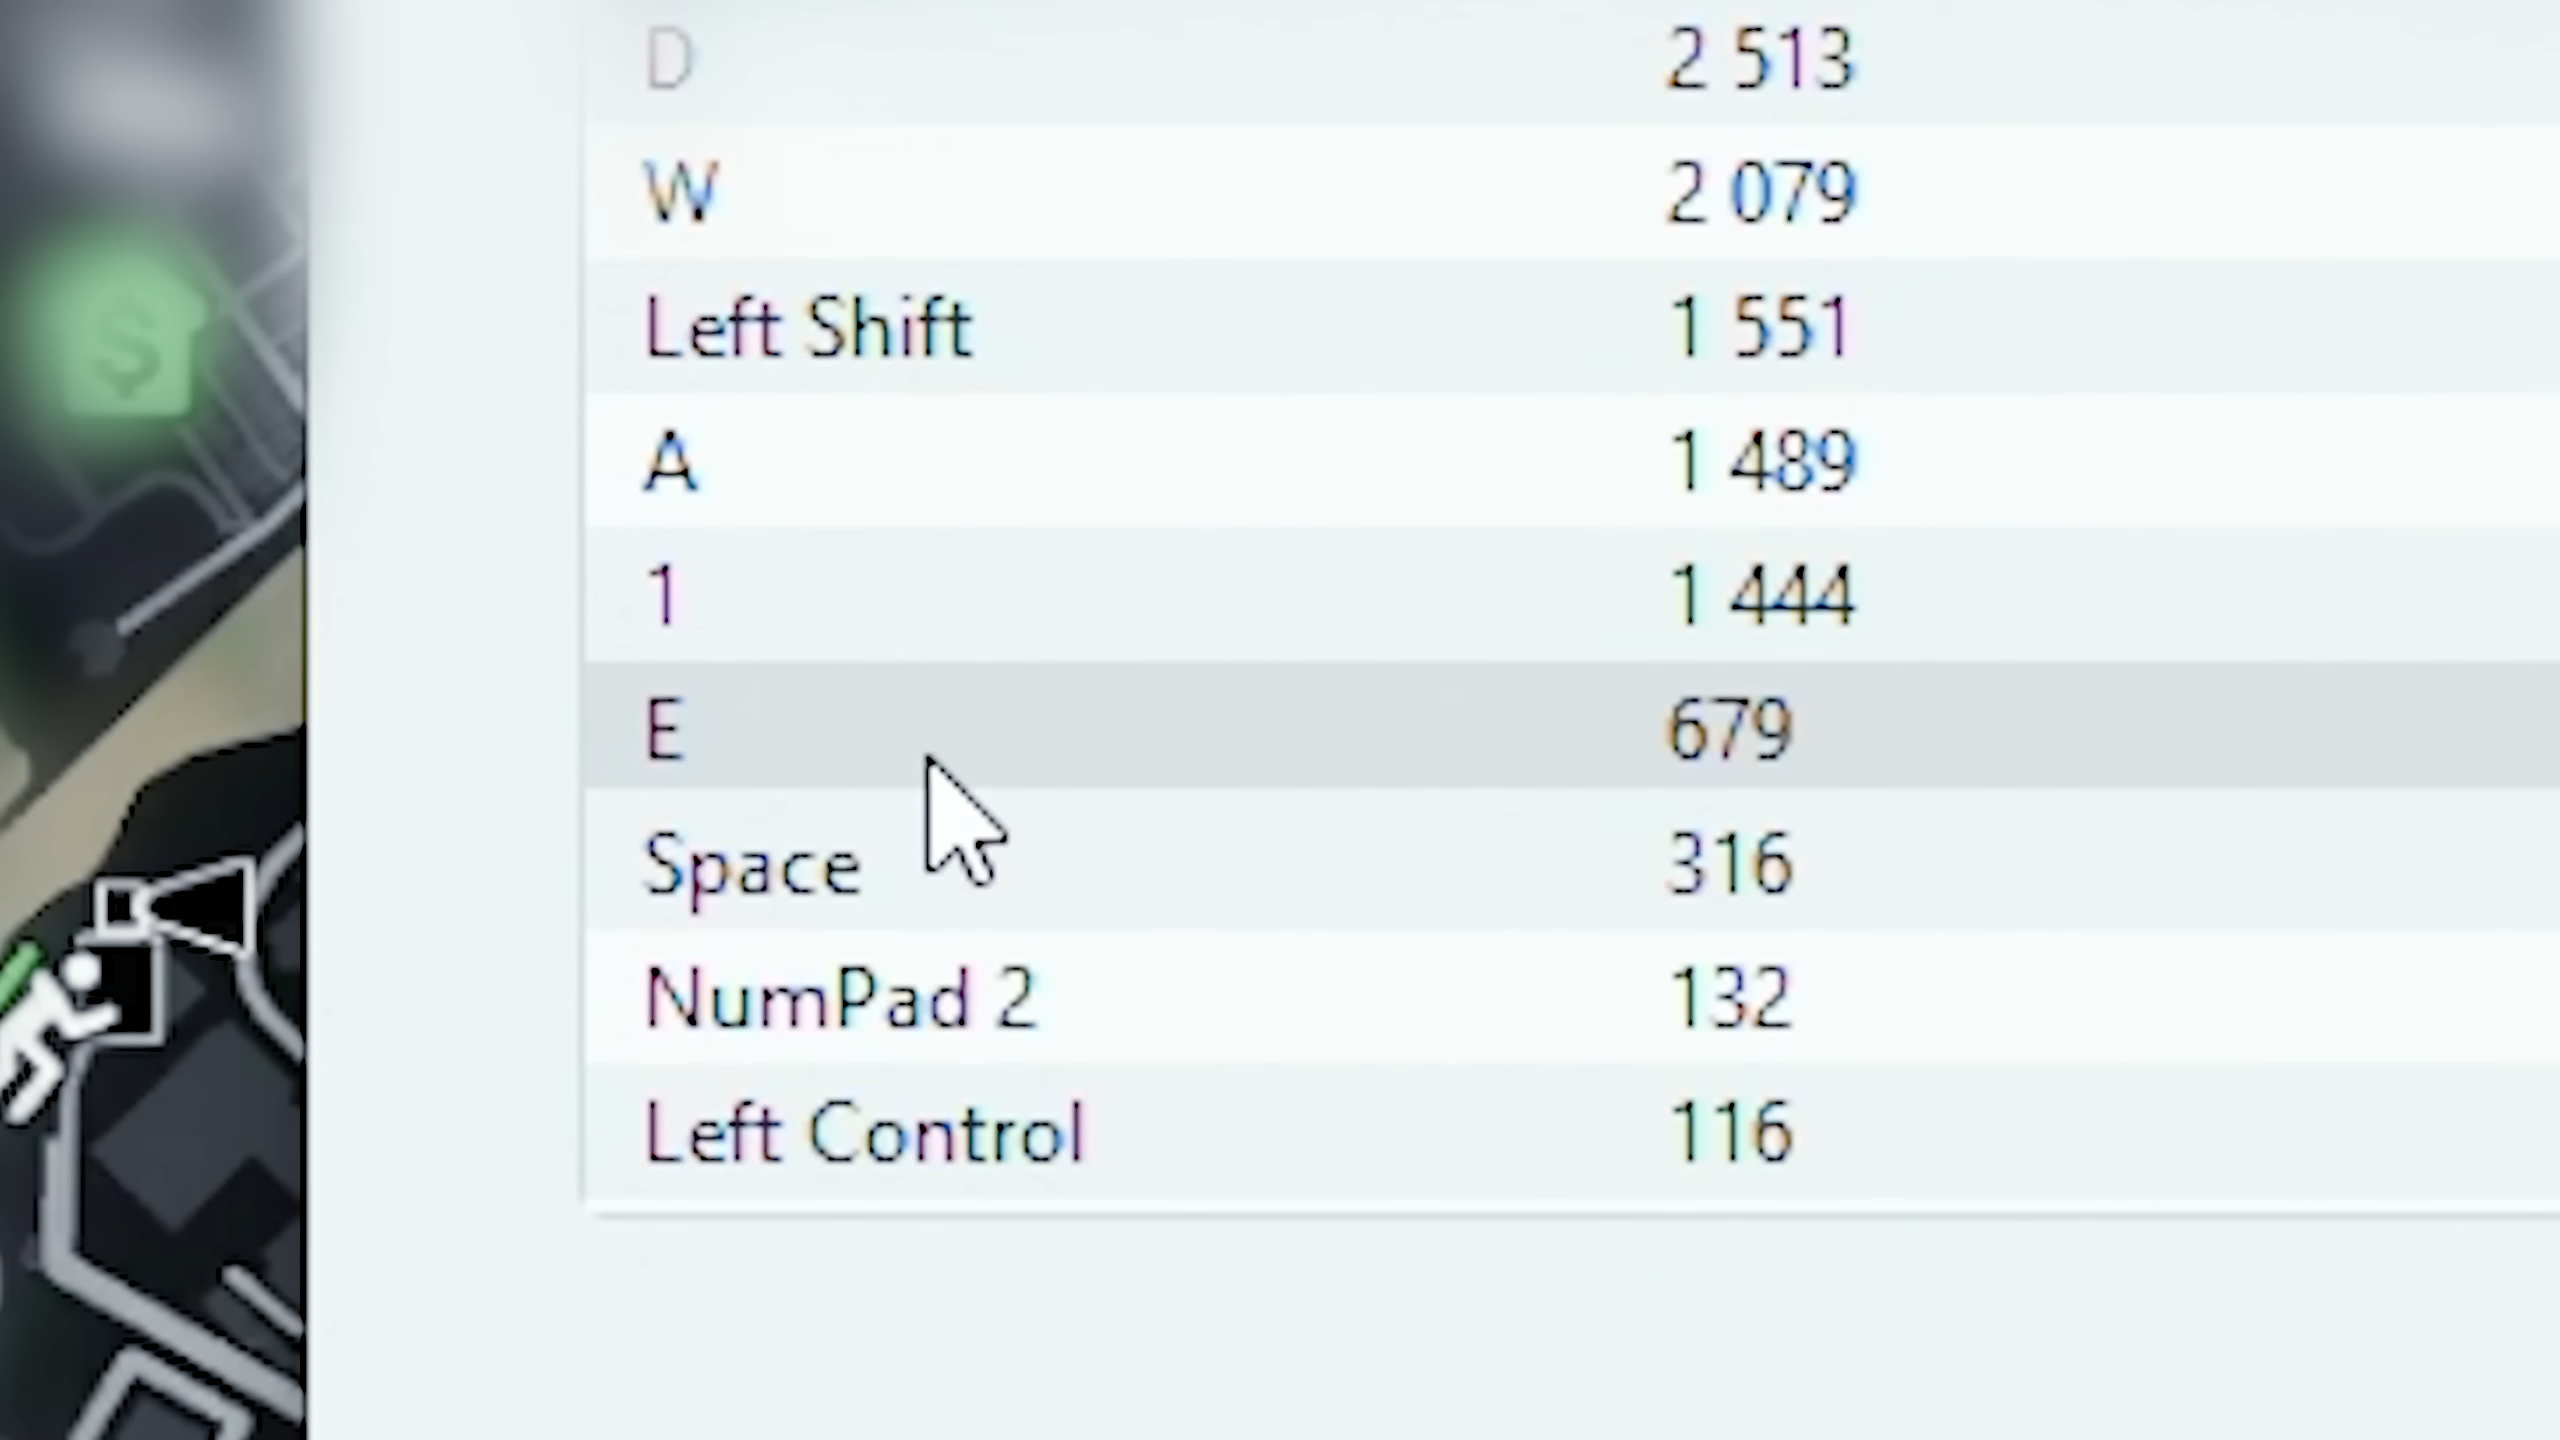 D 2 513
W 2 079
Left Shift 1 551
A 1 489
1 1 444
E 679
Space 316
NumPad 2 132
Left Control 116
$